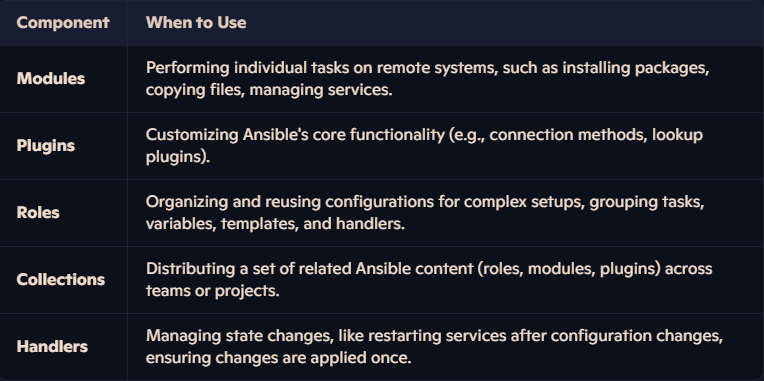 Component When to Use
Modules
Performing individual tasks on remote systems, such as installing packages,
copying files, managing services.
Plugins
Customizing Ansible's core functionality (e.g., connection methods, lookup
plugins).
Roles
Organizing and reusing configurations for complex setups, grouping tasks,
variables, templates, and handlers.
Collections
Distributing a set of related Ansible content (roles, modules, plugins) across
teams or projects.
Handlers
Managing state changes, like restarting services after configuration changes,
ensuring changes are applied once.